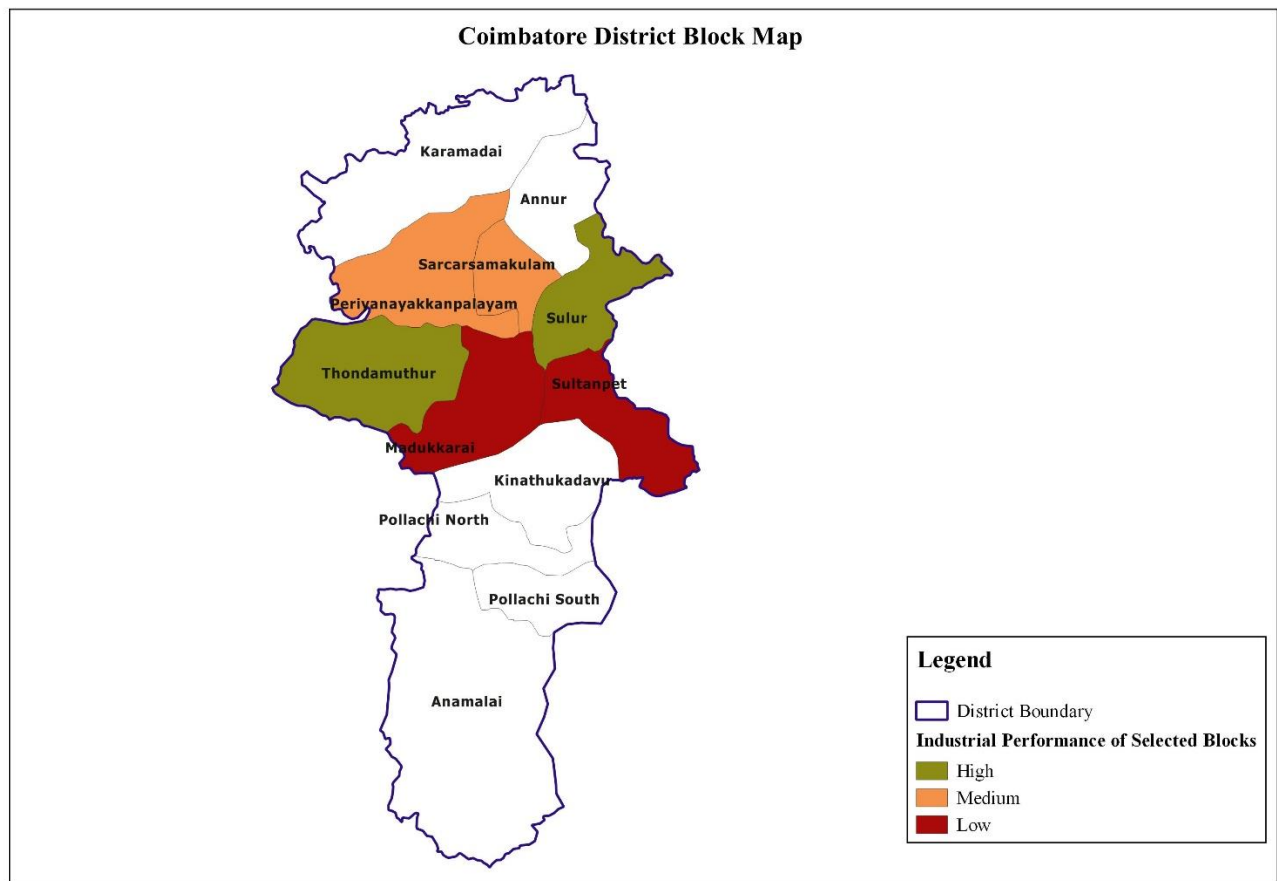 Coimbatore District Block Map
Karamadai
Annur
Sarcarsamakulam
Periyanayakkanpalayam
Sulur
Thondamuthur
Sultanpet
Madukkarai
Kinathukadavu
Pollachi North
Pollachi South
Anamalai
Legend
District Boundary
Industrial Performance of Selected Blocks
High
Medium
Low